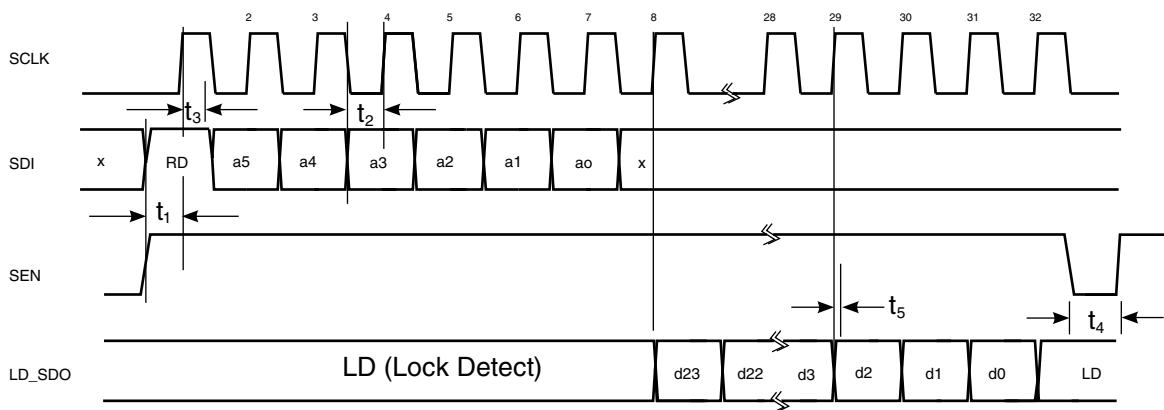 2 3 4 5 6 7 8 28 29 30 31 32
SCLK
t3 t2
SDI x RD a5 a4 a3 a2 a1 ao x
t1
SEN
t5 t4
LD_SDO LD (Lock Detect) d23 d22 d3 d2 d1 d0 LD